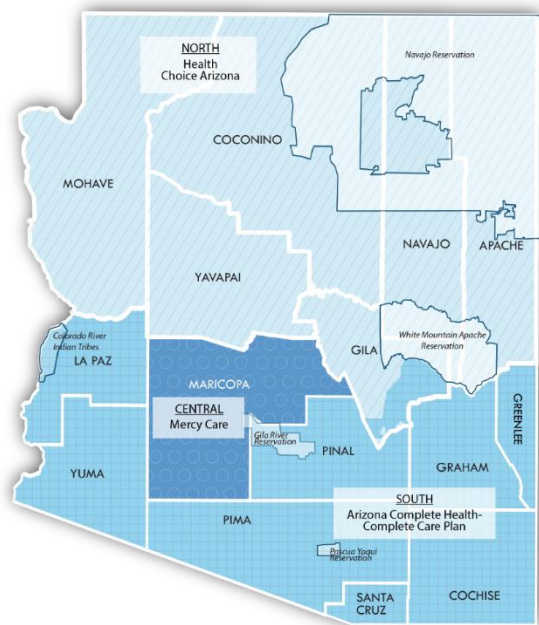 NORTH
Health
Choice Arizona
Navajo Reservation
COCONINO
MOHAVE
NAVAJO
APACHE
YAVAPAI
Colorado River
Indian Tribes
LA PAZ
White Mountain Apache
Reservation
GILA
MARICOPA
CENTRAL
Mercy Care
Gila River
Reservation
PINAL
GREENLEE
YUMA
GRAHAM
SOUTH
Arizona Complete Health-
Complete Care Plan
PIMA
Pascua Yaqui
Reservation
SANTA
CRUZ
COCHISE